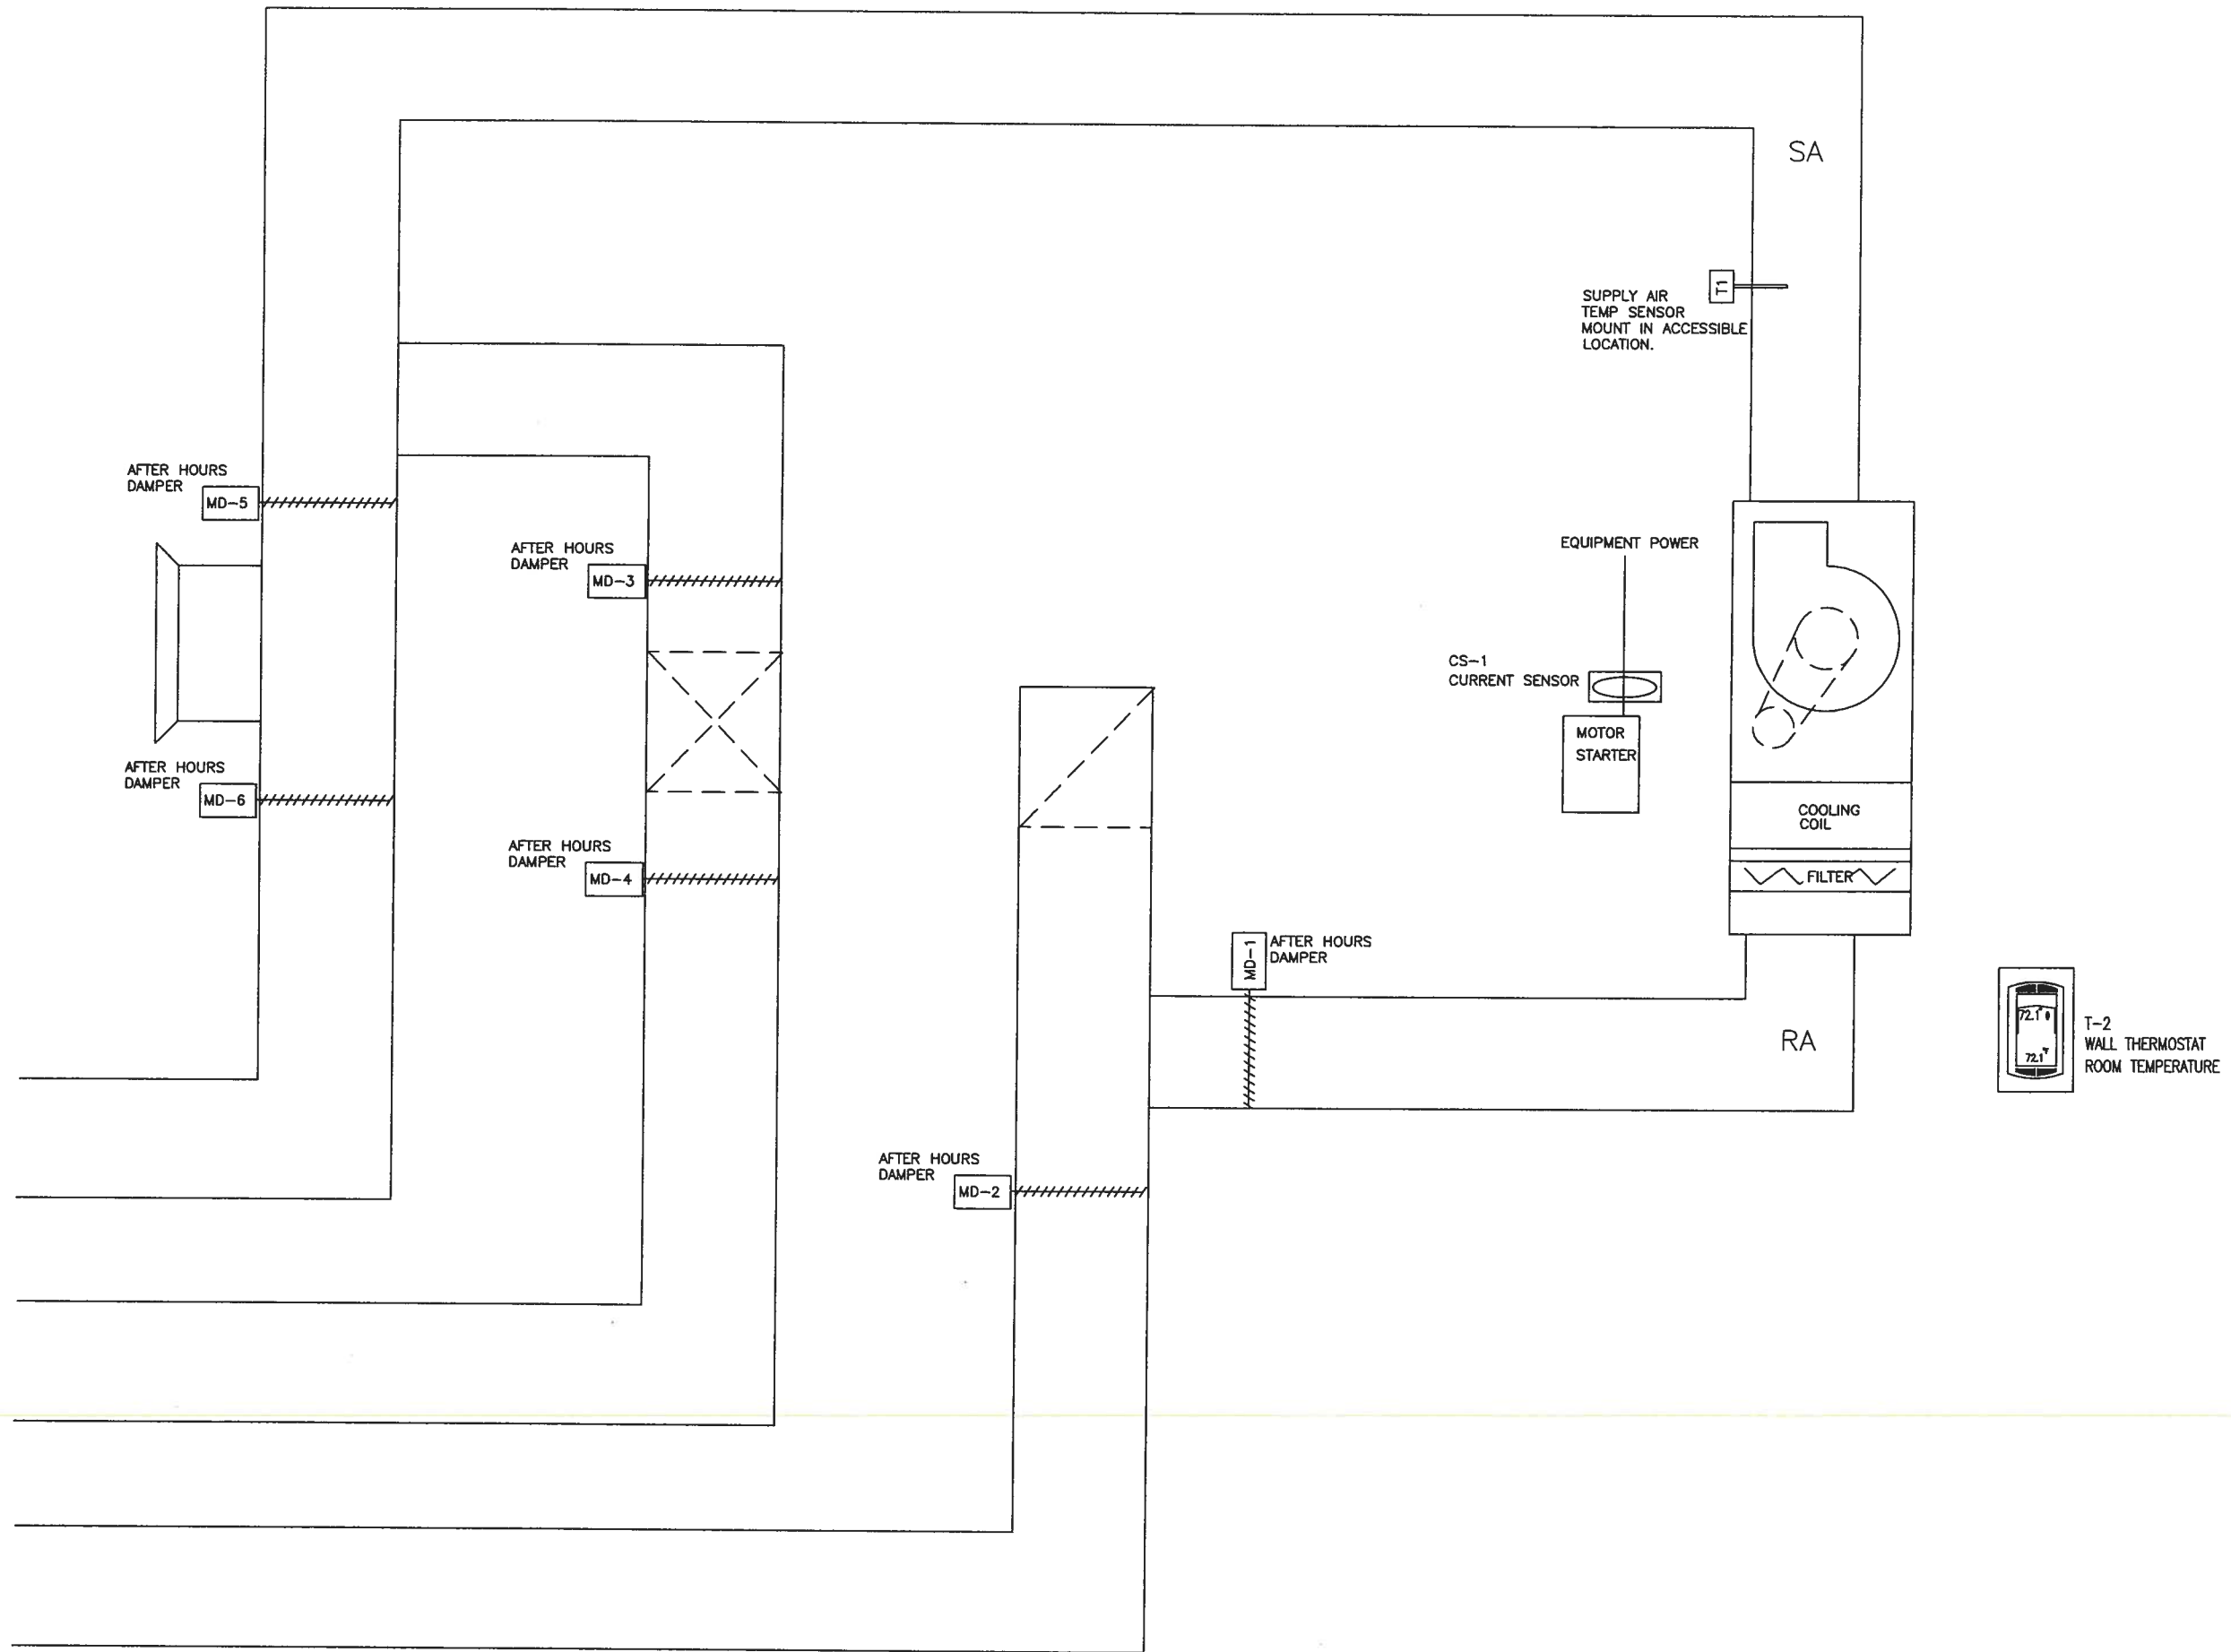 SA
T1
SUPPLY AIR
TEMP SENSOR
MOUNT IN ACCESSIBLE
LOCATION.
AFTER HOURS
DAMPER
MD-5
AFTER HOURS
DAMPER
MD-3
EQUIPMENT POWER
CS-1
CURRENT SENSOR
MOTOR
STARTER
AFTER HOURS
DAMPER
MD-6
COOLING
COIL
AFTER HOURS
DAMPER
MD-4
FILTER
MD-1
AFTER HOURS
DAMPER
RA
72.1°
72.1°F
T-2
WALL THERMOSTAT
ROOM TEMPERATURE
AFTER HOURS
DAMPER
MD-2